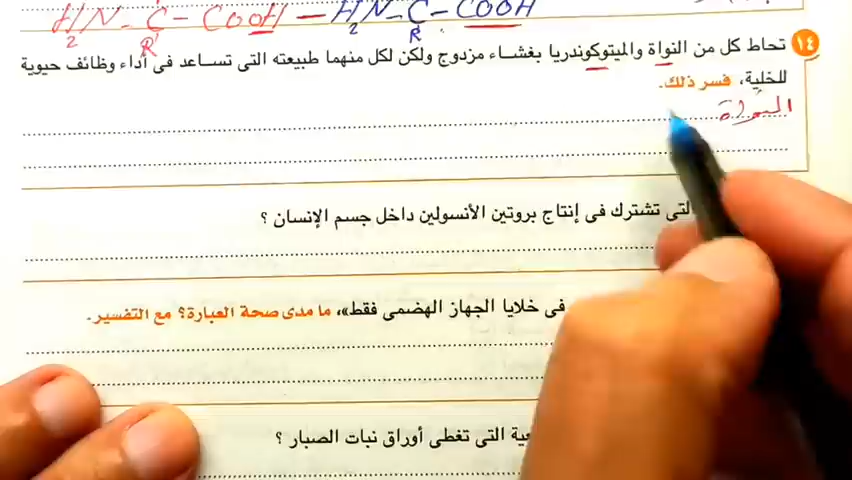 H₂N - C - COOH — H₂N - C - COOH
R R
١٤ تحاط كل من النواة والميتوكوندريا بغشاء مزدوج ولكن لكل منهما طبيعته التى تساعد فى أداء وظائف حيوية
للخلية، فسر ذلك.
النواة
التى تشترك فى إنتاج بروتين الأنسولين داخل جسم الإنسان ؟
فى خلايا الجهاز الهضمى فقط»، ما مدى صحة العبارة؟ مع التفسير.
التى تغطى أوراق نبات الصبار ؟